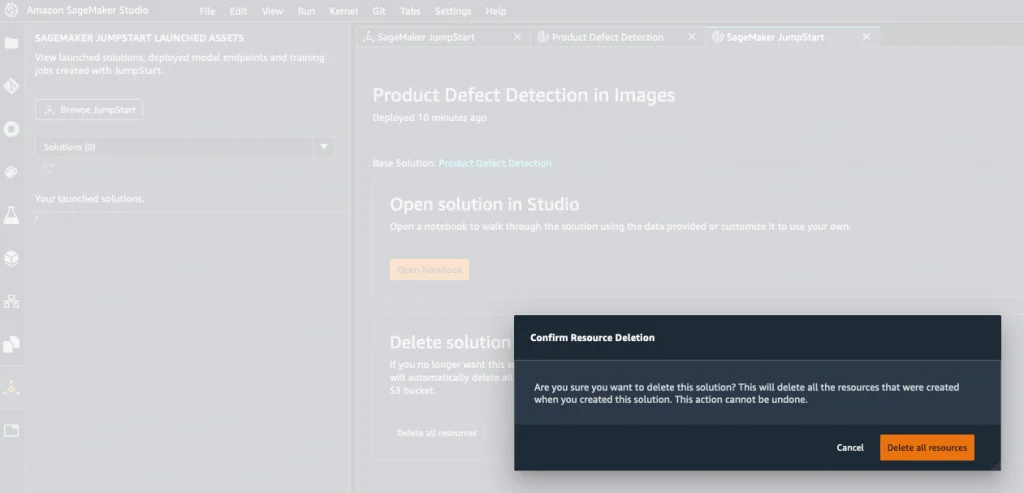 Amazon SageMaker Studio File Edit View Run Kernel Git Tabs Settings Help
SAGEMAKER JUMPSTART LAUNCHED ASSETS
View launched solutions, deployed model endpoints and training
jobs created with JumpStart.
Browse JumpStart
Solutions (0)
Your launched solutions.
SageMaker JumpStart Product Defect Detection SageMaker JumpStart
Product Defect Detection in Images
Deployed 10 minutes ago
Base Solution: Product Defect Detection
Open solution in Studio
Open a notebook to walk through the solution using the data provided or customize it to use your own.
Open Notebook
Delete solution
If you no longer want this
will automatically delete all
S3 bucket.
Delete all resources
Confirm Resource Deletion
Are you sure you want to delete this solution? This will delete all the resources that were created
when you created this solution. This action cannot be undone.
Cancel Delete all resources